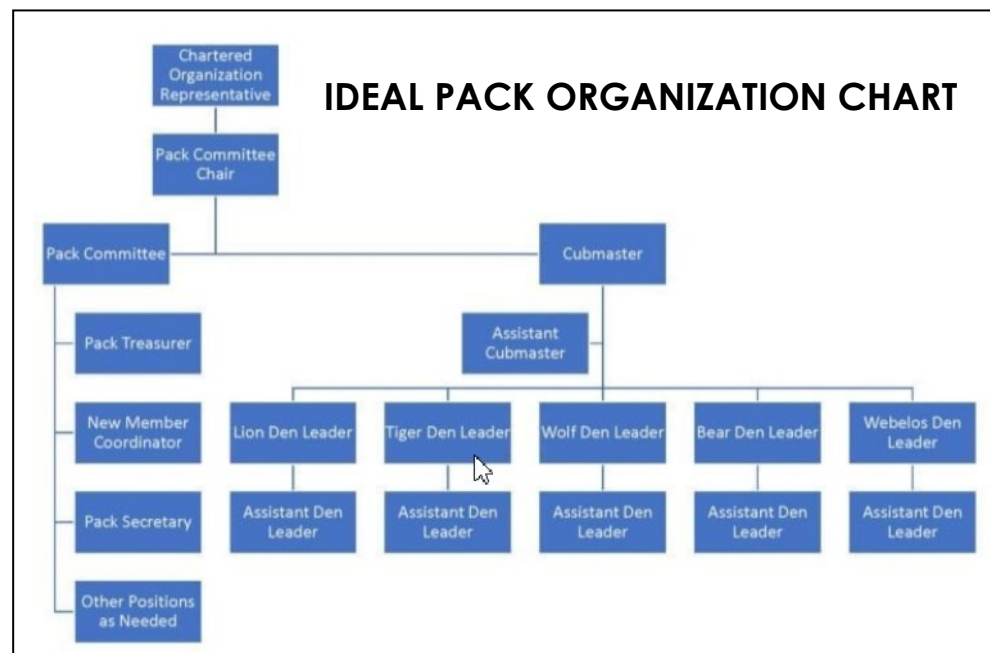 Chartered
Organization
Representative
IDEAL PACK ORGANIZATION CHART
Pack Committee
Chair
Pack Committee
Cubmaster
Pack Treasurer
Assistant
Cubmaster
New Member
Coordinator
Lion Den Leader
Tiger Den Leader
Wolf Den Leader
Bear Den Leader
Webelos Den
Leader
Pack Secretary
Assistant Den
Leader
Assistant Den
Leader
Assistant Den
Leader
Assistant Den
Leader
Assistant Den
Leader
Other Positions
as Needed